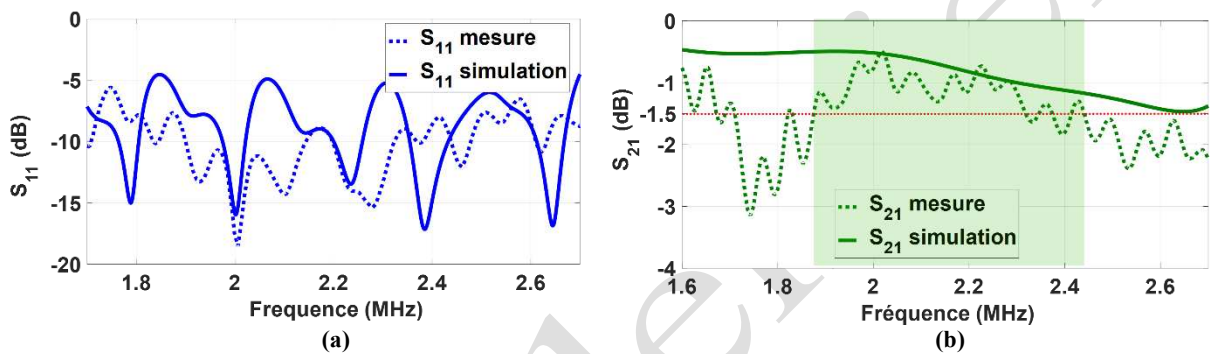 0
-5
-10
-15
-20
S11 (dB)
S11 mesure
S11 simulation
1.8 2 2.2 2.4 2.6
Frequence (MHz)
(a)
0
-1
-1.5
-2
-3
-4
S21 (dB)
S21 mesure
S21 simulation
1.6 1.8 2 2.2 2.4 2.6
Fréquence (MHz)
(b)